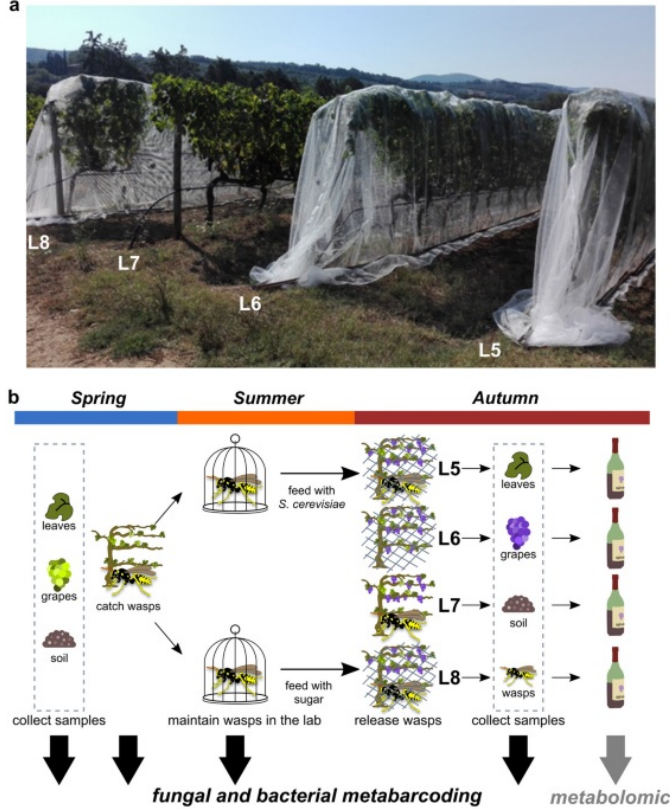 a
L8
L7
L6
L5
b
Spring Summer Autumn
leaves
grapes
soil
collect samples
catch wasps
feed with
S. cerevisiae
maintain wasps in the lab
feed with
sugar
L5
L6
L7
L8
release wasps
leaves
grapes
soil
wasps
collect samples
fungal and bacterial metabarcoding
metabolomic